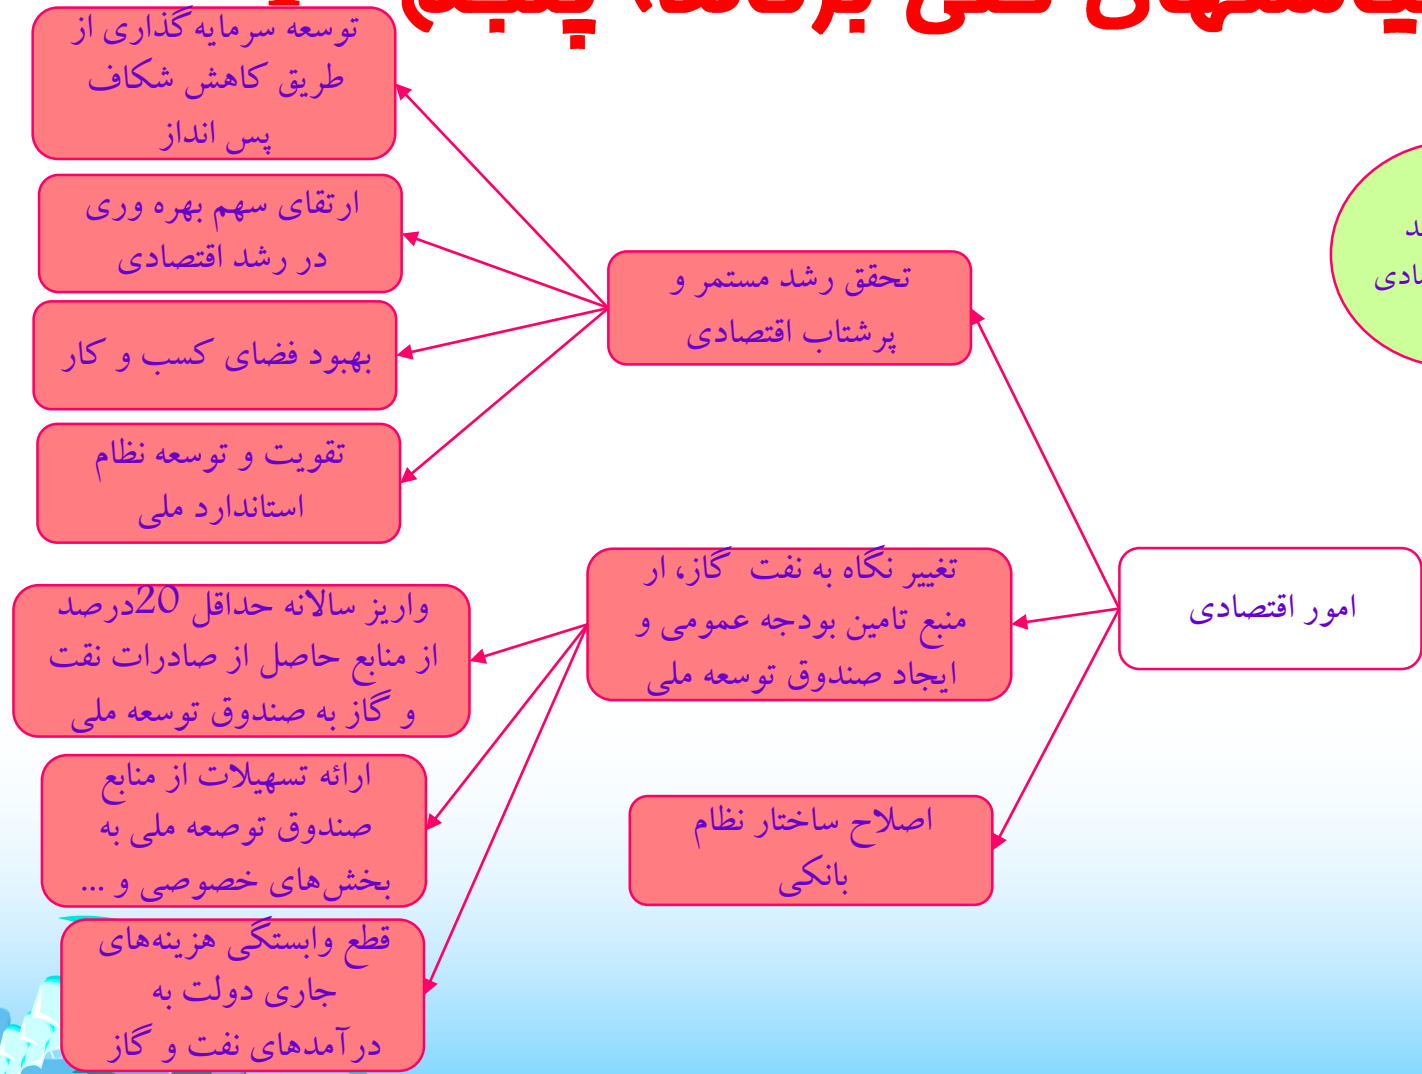 کلی برنامه پنجم
امور اقتصادی
تحقق رشد مستمر و
پرشتاب اقتصادی
توسعه سرمایه‌گذاری از
طریق کاهش شکاف
پس انداز
ارتقای سهم بهره وری
در رشد اقتصادی
بهبود فضای کسب و کار
تقویت و توسعه نظام
استاندارد ملی
تغییر نگاه به نفت گاز، ار
منبع تامین بودجه عمومی و
ایجاد صندوق توسعه ملی
واریز سالانه حداقل 20درصد
از منابع حاصل از صادرات نقت
و گاز به صندوق توسعه ملی
ارائه تسهیلات از منابع
صندوق توصعه ملی به
بخش‌های خصوصی و ...
قطع وابستگی هزینه‌های
جاری دولت به
درآمدهای نفت و گاز
اصلاح ساختار نظام
بانکی